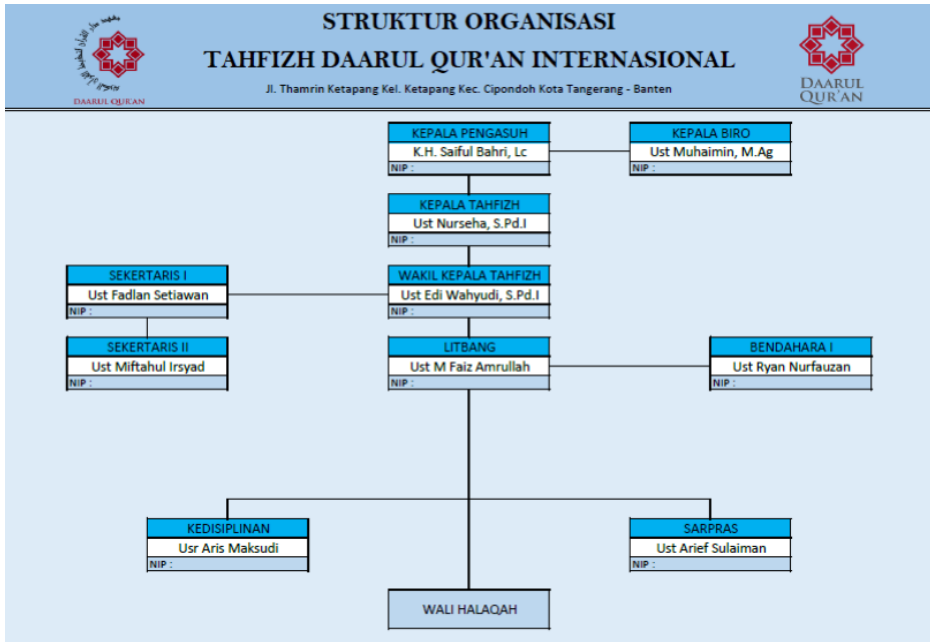 STRUKTUR ORGANISASI
TAHFIZH DAARUL QUR'AN INTERNASIONAL
Jl. Thamrin Ketapang Kel. Ketapang Kec. Cipondoh Kota Tangerang - Banten
DAARUL QUR'AN
DAARUL
QUR'AN
KEPALA PENGASUH
K.H. Saiful Bahri, Lc
NIP :
KEPALA BIRO
Ust Muhaimin, M.Ag
NIP :
KEPALA TAHFIZH
Ust Nurseha, S.Pd.I
NIP :
SEKERTARIS I
Ust Fadlan Setiawan
NIP :
WAKIL KEPALA TAHFIZH
Ust Edi Wahyudi, S.Pd.I
NIP :
SEKERTARIS II
Ust Miftahul Irsyad
NIP :
LITBANG
Ust M Faiz Amrullah
NIP :
BENDAHARA I
Ust Ryan Nurfauzan
NIP :
KEDISIPLINAN
Usr Aris Maksudi
NIP :
SARPRAS
Ust Arief Sulaiman
NIP :
WALI HALAQAH